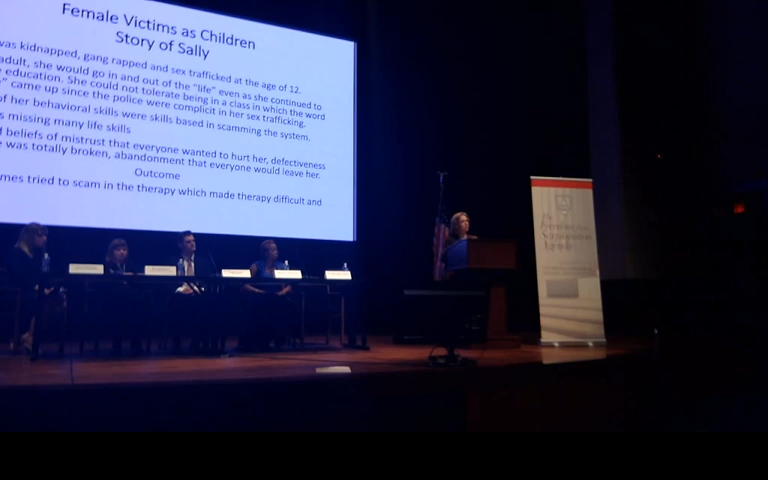 Female Victims as Children
Story of Sally
was kidnapped, gang rapped and sex trafficked at the age of 12.
adult, she would go in and out of the "life" even as she continued to
education. She could not tolerate being in a class in which the word
" came up since the police were complicit in her sex trafficking.
of her behavioral skills were skills based in scamming the system.
s missing many life skills
d beliefs of mistrust that everyone wanted to hurt her, defectiveness
e was totally broken, abandonment that everyone would leave her.
Outcome
mes tried to scam in the therapy which made therapy difficult and